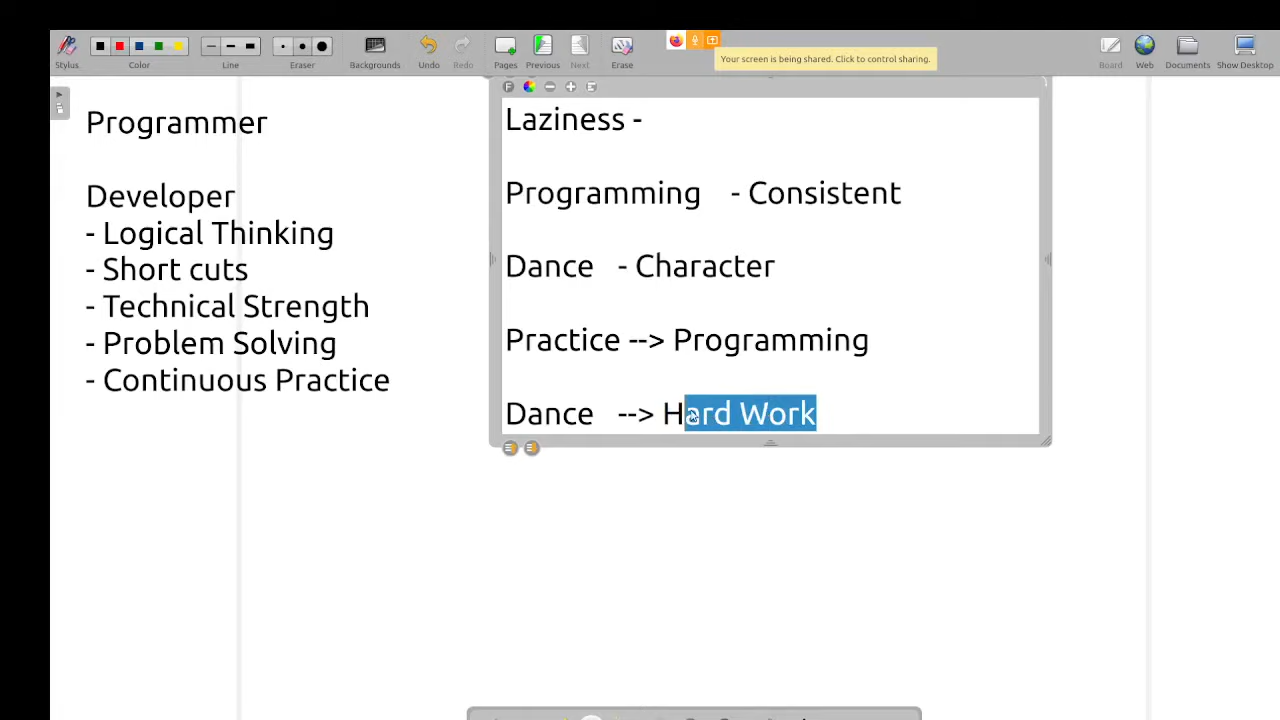 Stylus
Color
Line
Eraser
Backgrounds
Undo
Redo
Pages
Previous
Next
Erase
Your screen is being shared. Click to control sharing.
Board
Web
Documents
Show Desktop
Programmer
Developer
- Logical Thinking
- Short cuts
- Technical Strength
- Problem Solving
- Continuous Practice
Laziness -
Programming - Consistent
Dance - Character
Practice --> Programming
Dance --> Hard Work